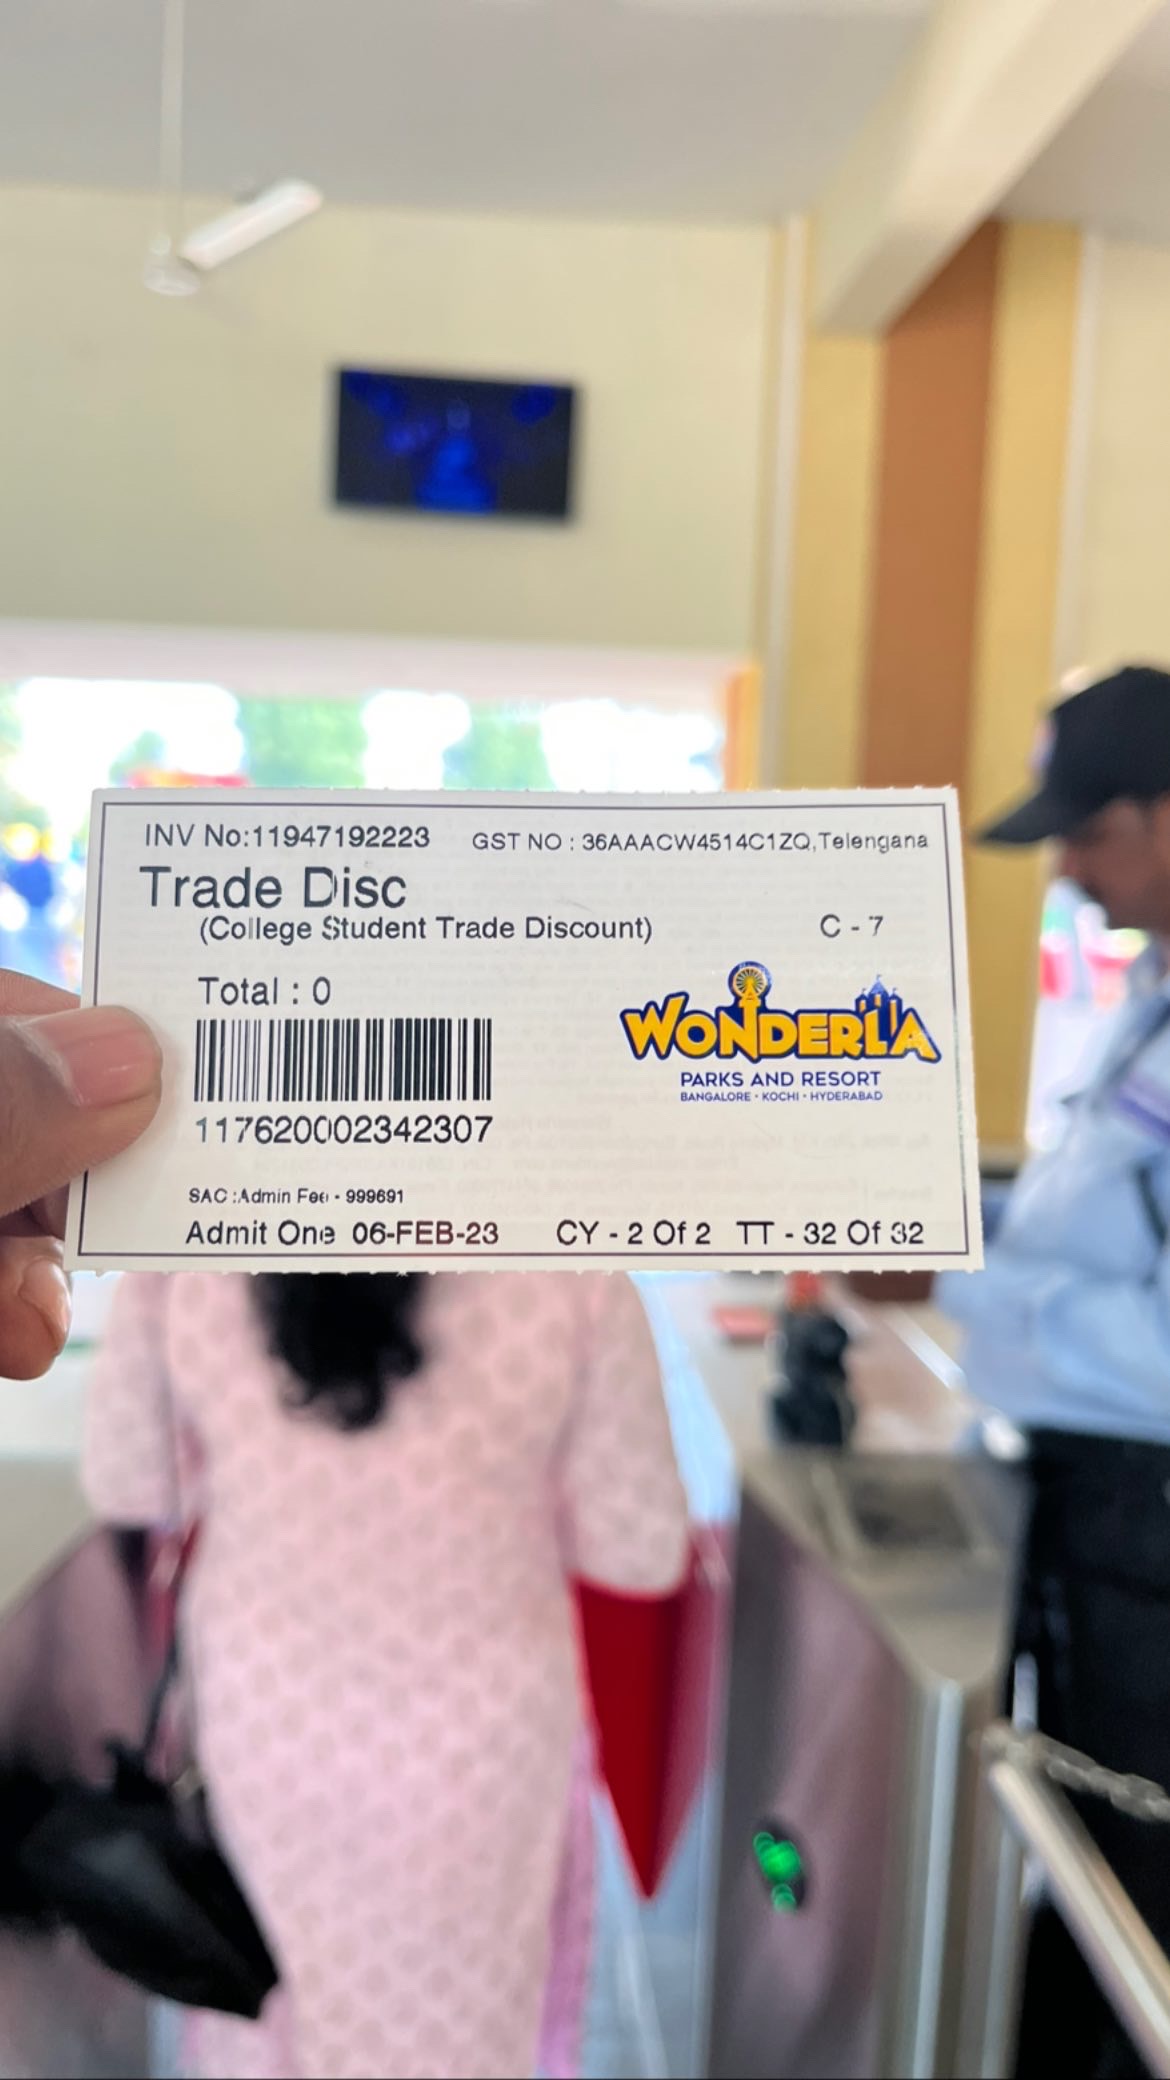 INV No:11947192223 GST NO : 36AAACW4514C1ZQ,Telengana
Trade Disc
(College Student Trade Discount) C - 7
Total : 0
WONDERLA
PARKS AND RESORT
BANGALORE • KOCHI • HYDERABAD
117620002342307
SAC :Admin Fee - 999691
Admit One 06-FEB-23 CY - 2 Of 2 TT - 32 Of 32